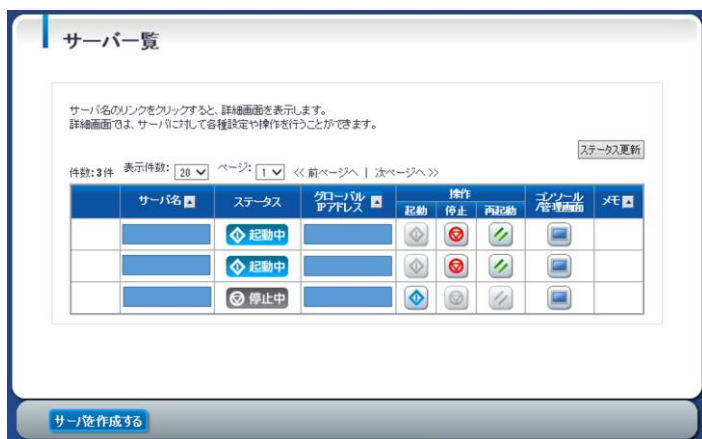 サーバー一覧
サーバ名のリンクをクリックすると、詳細画面を表示します。
詳細画面では、サーバに対して各種設定や操作を行うことができます。
ステータス更新
件数:3件 表示件数: 20 ページ: 1 << 前ページへ | 次ページへ >>
サーバ名 ステータス グローバルIPアドレス 操作 コンソール/管理画面 メモ
起動 停止 再起動
起動中
起動中
停止中
サーバを作成する